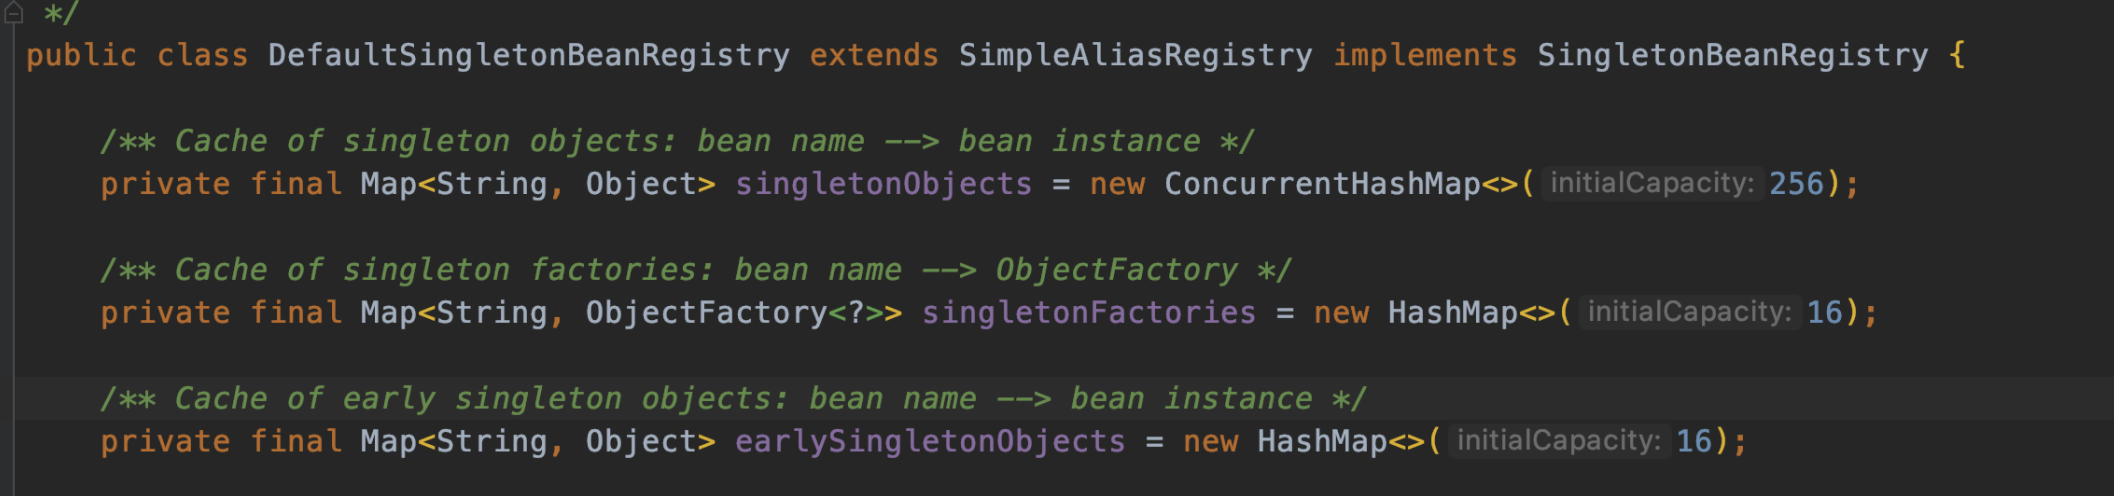 */
public class DefaultSingletonBeanRegistry extends SimpleAliasRegistry implements SingletonBeanRegistry {
/** Cache of singleton objects: bean name --> bean instance */
private final Map<String, Object> singletonObjects = new ConcurrentHashMap<>( initialCapacity: 256);
/** Cache of singleton factories: bean name --> ObjectFactory */
private final Map<String, ObjectFactory<?>> singletonFactories = new HashMap<>( initialCapacity: 16);
/** Cache of early singleton objects: bean name --> bean instance */
private final Map<String, Object> earlySingletonObjects = new HashMap<>( initialCapacity: 16);